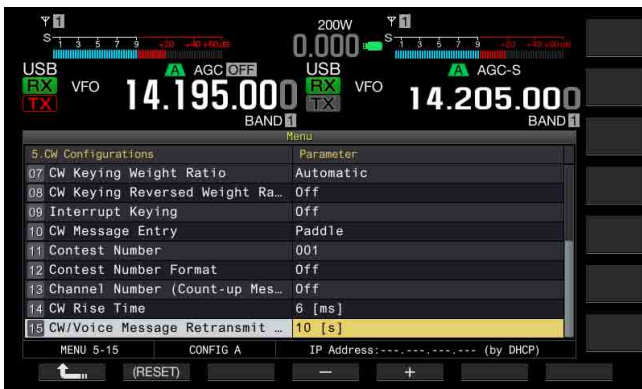 1 200W 1
S 1 3 5 7 9 +20 +40 +60dB 0.000 S 1 3 5 7 9 +20 +40 +60dB
USB A AGC OFF USB A AGC-S
RX VFO 14.195.000 RX VFO 14.205.000
TX TX
BAND 1 BAND 1
Menu
5.CW Configurations Parameter
07 CW Keying Weight Ratio Automatic
08 CW Keying Reversed Weight Ra... Off
09 Interrupt Keying Off
10 CW Message Entry Paddle
11 Contest Number 001
12 Contest Number Format Off
13 Channel Number (Count-up Mes... Off
14 CW Rise Time 6 [ms]
15 CW/Voice Message Retransmit ... 10 [s]
MENU 5-15 CONFIG A IP Address:---.---.---.--- (by DHCP)
(RESET) − +